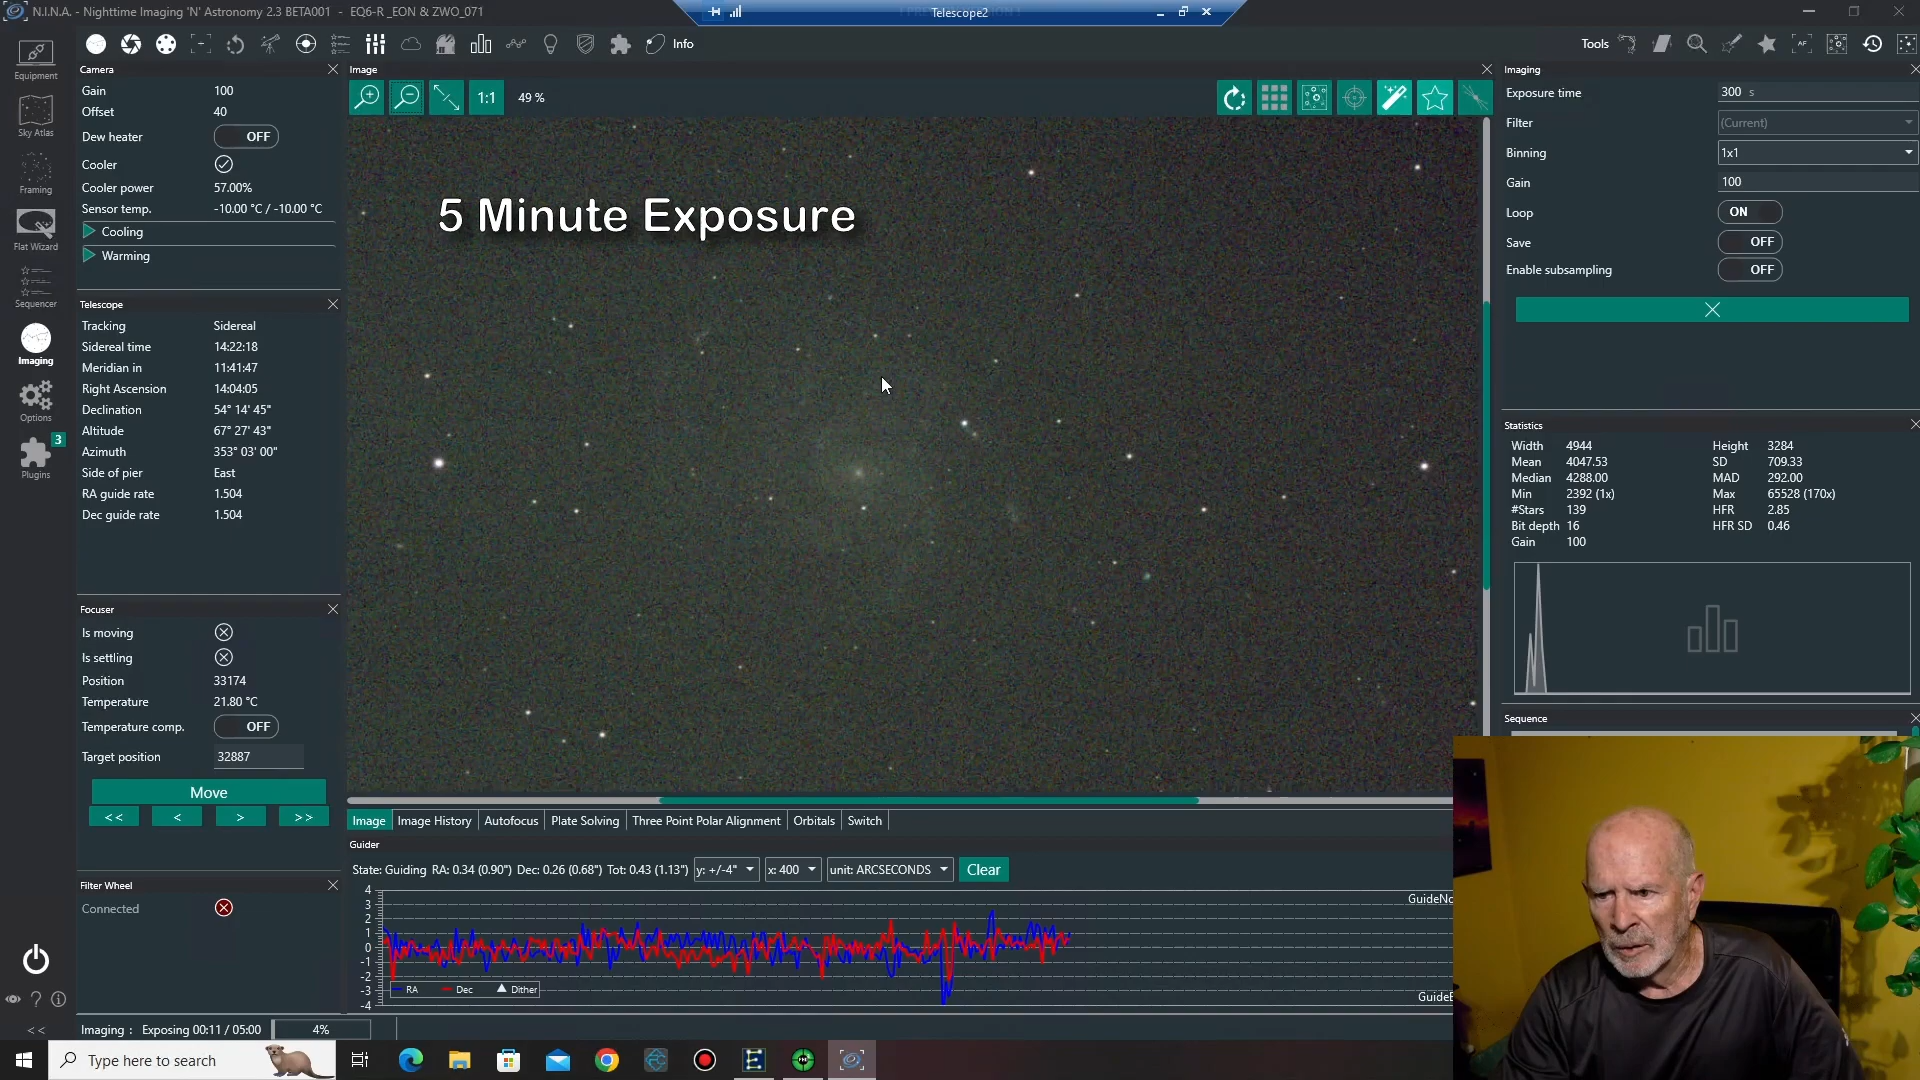 N.I.N.A. - Nighttime Imaging 'N' Astronomy 2.3 BETA001 - EQ6-R _EON & ZWO_071
Telescope2
Info
Tools
Equipment
Sky Atlas
Framing
Flat Wizard
Sequencer
Imaging
Options
3
Plugins
Camera
Gain 100
Offset 40
Dew heater OFF
Cooler
Cooler power 57.00%
Sensor temp. -10.00 °C / -10.00 °C
Cooling
Warming
Telescope
Tracking Sidereal
Sidereal time 14:22:18
Meridian in 11:41:47
Right Ascension 14:04:05
Declination 54° 14' 45"
Altitude 67° 27' 43"
Azimuth 353° 03' 00"
Side of pier East
RA guide rate 1.504
Dec guide rate 1.504
Focuser
Is moving
Is settling
Position 33174
Temperature 21.80 °C
Temperature comp. OFF
Target position 32887
Move
<< < > >>
Filter Wheel
Connected
Image
1:1 49 %
5 Minute Exposure
Image Image History Autofocus Plate Solving Three Point Polar Alignment Orbitals Switch
Guider
State: Guiding RA: 0.34 (0.90") Dec: 0.26 (0.68") Tot: 0.43 (1.13") y: +/-4" x: 400 unit: ARCSECONDS Clear
4
3
2
1
0
-1
-2
-3
-4
RA Dec Dither
Imaging
Exposure time 300 s
Filter (Current)
Binning 1x1
Gain 100
Loop ON
Save OFF
Enable subsampling OFF
Statistics
Width 4944 Height 3284
Mean 4047.53 SD 709.33
Median 4288.00 MAD 292.00
Min 2392 (1x) Max 65528 (170x)
#Stars 139 HFR 2.85
Bit depth 16 HFR SD 0.46
Gain 100
Sequence
<<
Imaging : Exposing 00:11 / 05:00 4%
Type here to search